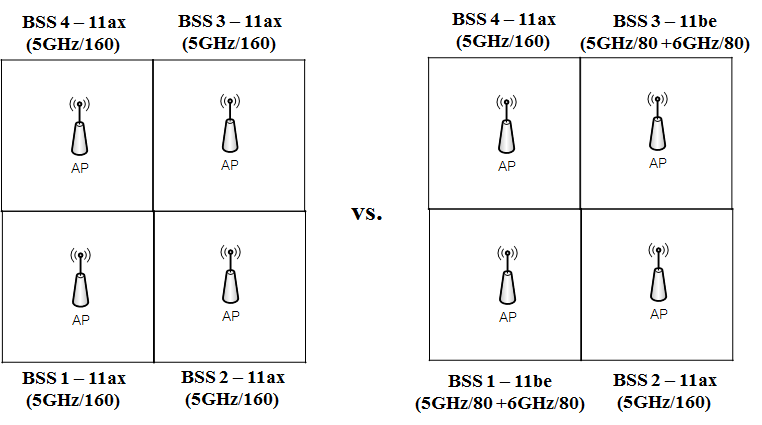 BSS 4 – 11ax
(5GHz/160)
BSS 3 – 11ax
(5GHz/160)
AP
AP
AP
AP
BSS 1 – 11ax
(5GHz/160)
BSS 2 – 11ax
(5GHz/160)
vs.
BSS 4 – 11ax
(5GHz/160)
BSS 3 – 11be
(5GHz/80 +6GHz/80)
AP
AP
AP
AP
BSS 1 – 11be
(5GHz/80 +6GHz/80)
BSS 2 – 11ax
(5GHz/160)